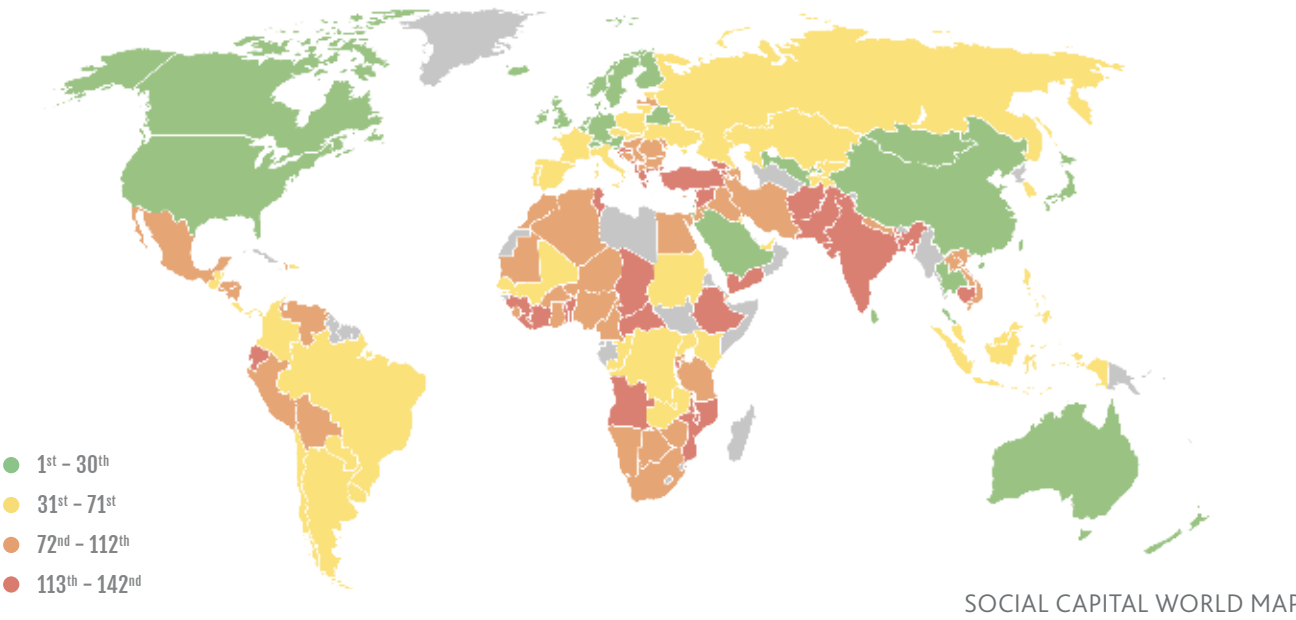 1st – 30th
31st – 71st
72nd – 112th
113th – 142nd
SOCIAL CAPITAL WORLD MAP